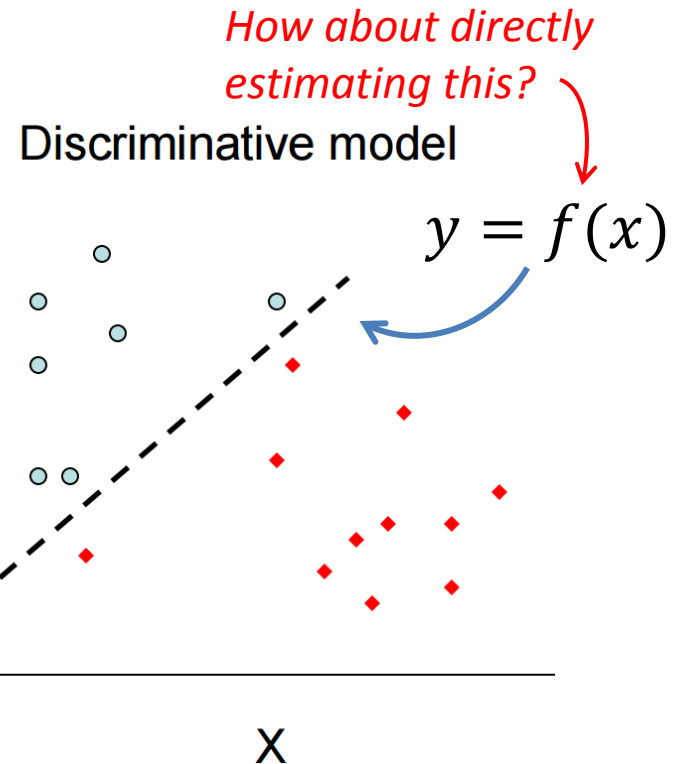 How about directly
estimating this?
Discriminative model
y = f(x)
X